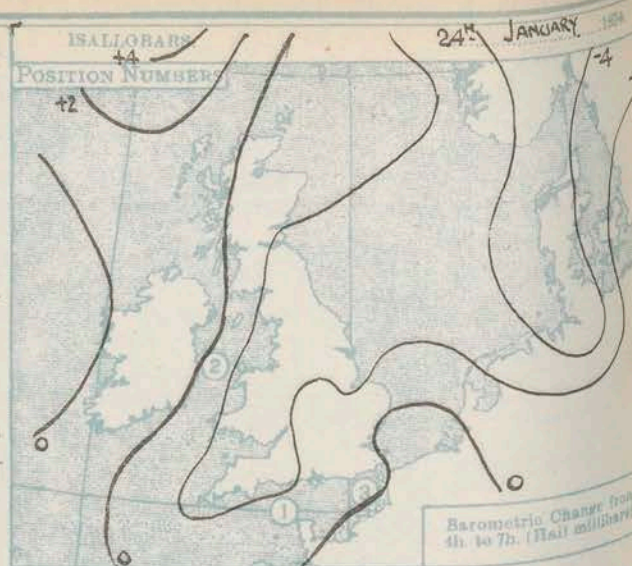 ISALLOBARS.
24TH JANUARY
POSITION NUMBERS
+4
-4
+2
2
0
0
1
3
0
Barometric Change from
4h. to 7h. (Half millibars)